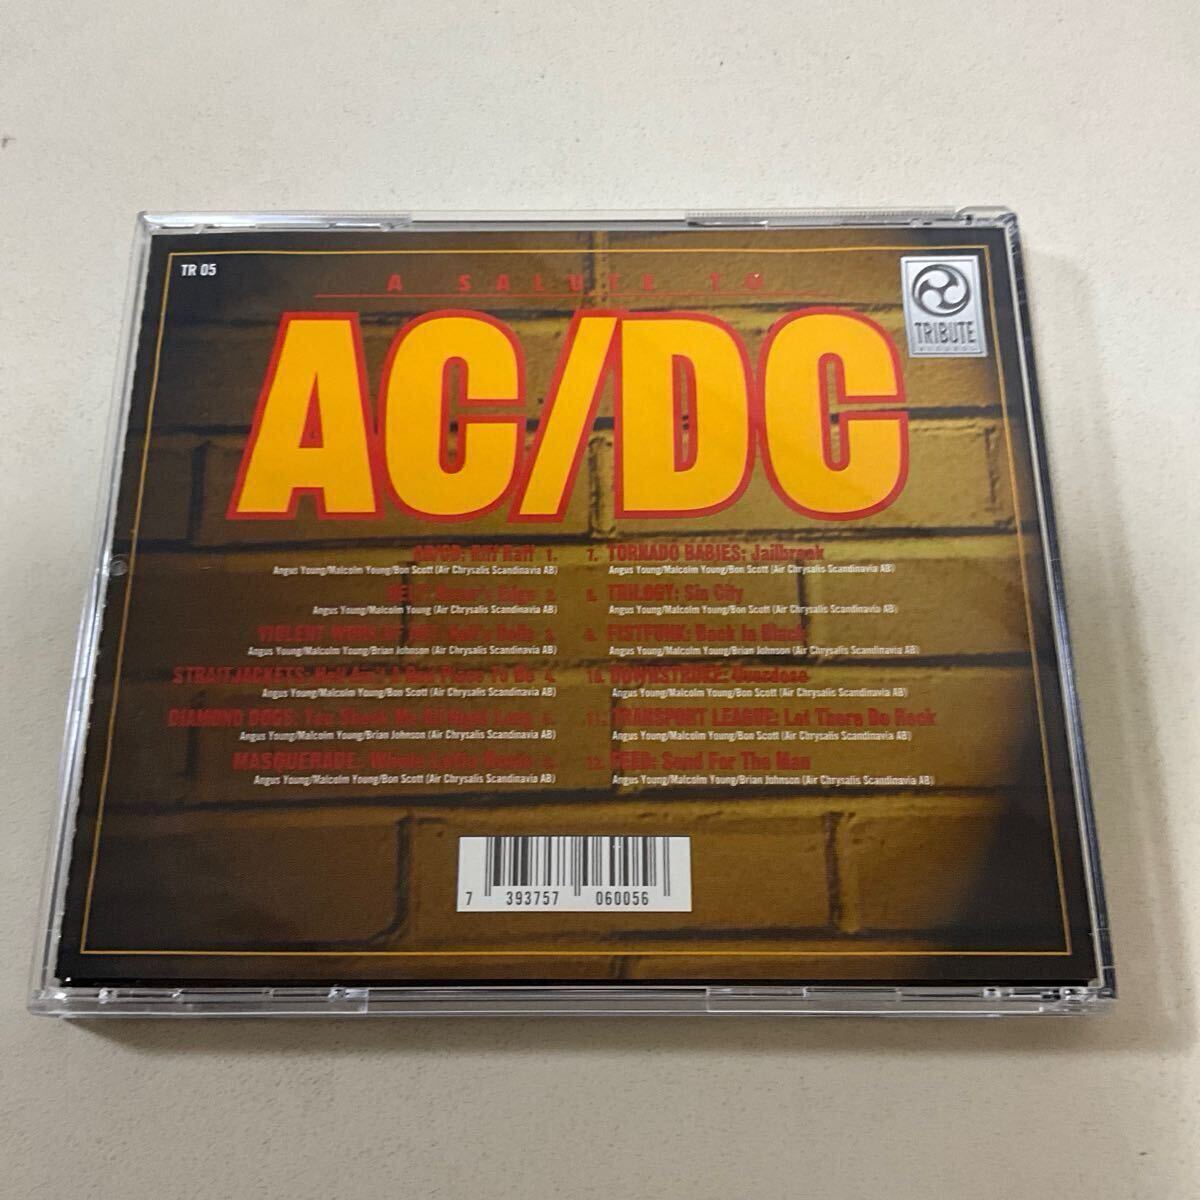 TR 05
A SALUTE TO
TRIBUTE
RECORDS
AC/DC
AB/CD: Riff Raff 1.
Angus Young/Malcolm Young/Bon Scott (Air Chrysalis Scandinavia AB)
Razor's Edge 2.
Angus Young/Malcolm Young (Air Chrysalis Scandinavia AB)
VIOLENT WORK OF ART: Hell's Bells 3.
Angus Young/Malcolm Young/Brian Johnson (Air Chrysalis Scandinavia AB)
STRAITJACKETS: Hell Ain't A Bad Place To Be 4.
Angus Young/Malcolm Young/Bon Scott (Air Chrysalis Scandinavia AB)
DIAMOND DOGS: You Shook Me All Night Long 5.
Angus Young/Malcolm Young/Brian Johnson (Air Chrysalis Scandinavia AB)
MASQUERADE: Whole Lotta Rosie 6.
Angus Young/Malcolm Young/Bon Scott (Air Chrysalis Scandinavia AB)
7. TORNADO BABIES: Jailbreak
Angus Young/Malcolm Young/Bon Scott (Air Chrysalis Scandinavia AB)
8. TRILOGY: Sin City
Angus Young/Malcolm Young/Bon Scott (Air Chrysalis Scandinavia AB)
9. FISTFUNK: Back In Black
Angus Young/Malcolm Young/Brian Johnson (Air Chrysalis Scandinavia AB)
10. DOWNSTROKE: Overdose
Angus Young/Malcolm Young/Bon Scott (Air Chrysalis Scandinavia AB)
11. TRANSPORT LEAGUE: Let There Be Rock
Angus Young/Malcolm Young/Bon Scott (Air Chrysalis Scandinavia AB)
12. FEED: Send For The Man
Angus Young/Malcolm Young/Brian Johnson (Air Chrysalis Scandinavia AB)
7 393757 060056